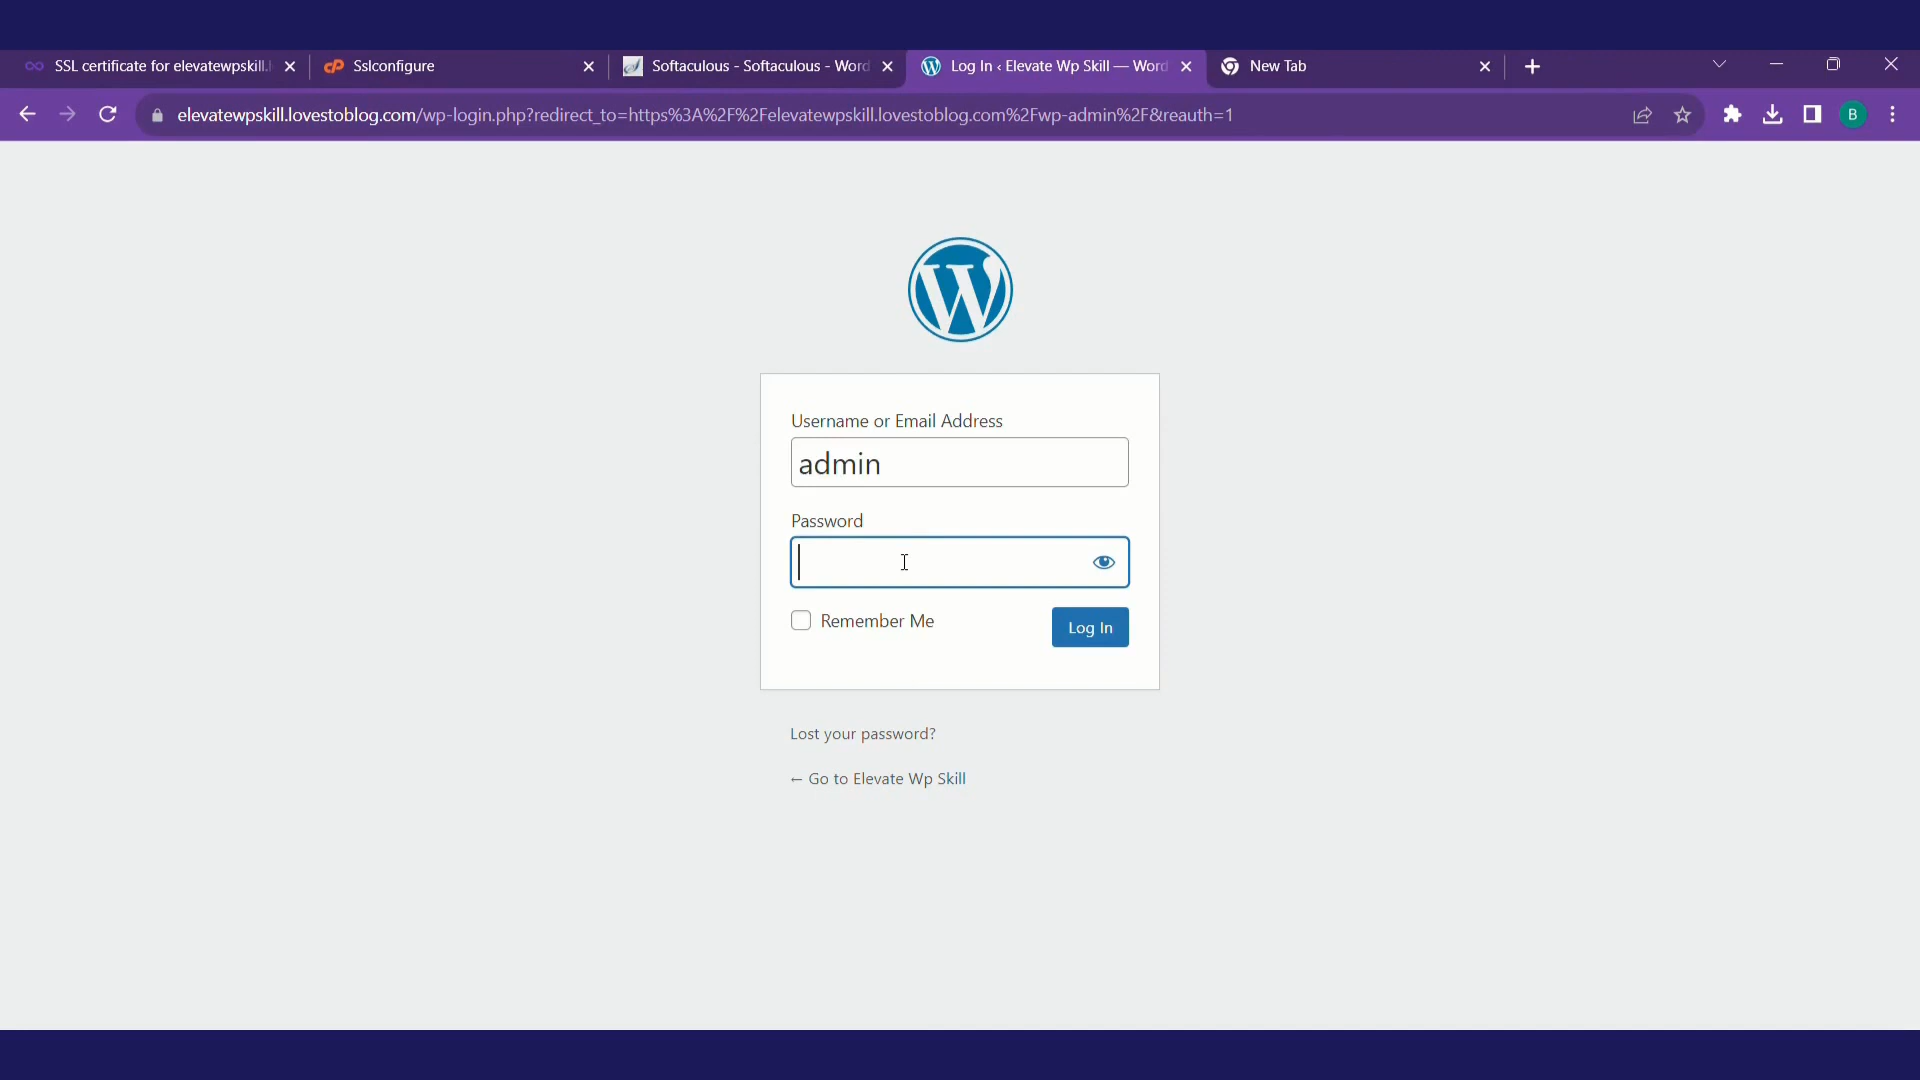 SSL certificate for elevatewpskill.
Sslconfigure
Softaculous - Softaculous - Word
Log In ‹ Elevate Wp Skill — Word
New Tab
elevatewpskill.lovestoblog.com/wp-login.php?redirect_to=https%3A%2F%2Felevatewpskill.lovestoblog.com%2Fwp-admin%2F&reauth=1
B
Username or Email Address
admin
Password
Remember Me
Log In
Lost your password?
← Go to Elevate Wp Skill